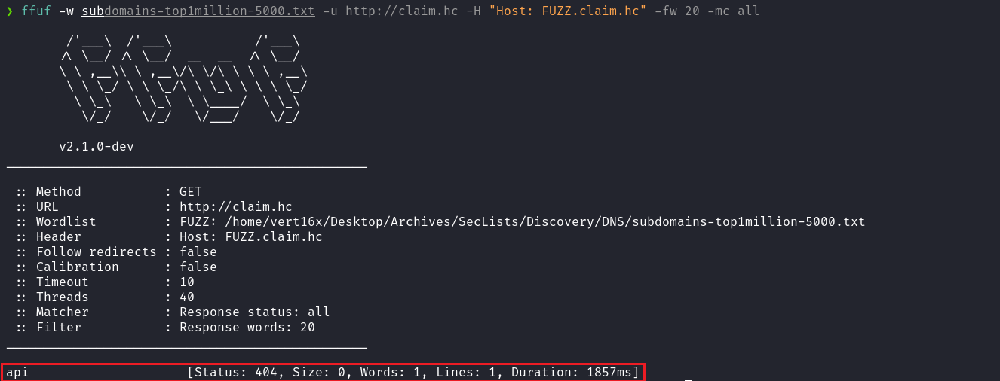 ❯ ffuf -w subdomains-top1million-5000.txt -u http://claim.hc -H "Host: FUZZ.claim.hc" -fw 20 -mc all
        /'___\  /'___\           /'___\
       /\ \__/ /\ \__/  __  __  /\ \__/
       \ \ ,__\\ \ ,__\/\ \/\ \ \ \ ,__\
        \ \ \_/ \ \ \_/\ \ \_\ \ \ \ \_/
         \ \_\   \ \_\  \ \____/  \ \_\
          \/_/    \/_/   \/___/    \/_/
       v2.1.0-dev
________________________________________________
 :: Method           : GET
 :: URL              : http://claim.hc
 :: Wordlist         : FUZZ: /home/vert16x/Desktop/Archives/SecLists/Discovery/DNS/subdomains-top1million-5000.txt
 :: Header           : Host: FUZZ.claim.hc
 :: Follow redirects : false
 :: Calibration      : false
 :: Timeout          : 10
 :: Threads          : 40
 :: Matcher          : Response status: all
 :: Filter           : Response words: 20
________________________________________________
api                     [Status: 404, Size: 0, Words: 1, Lines: 1, Duration: 1857ms]